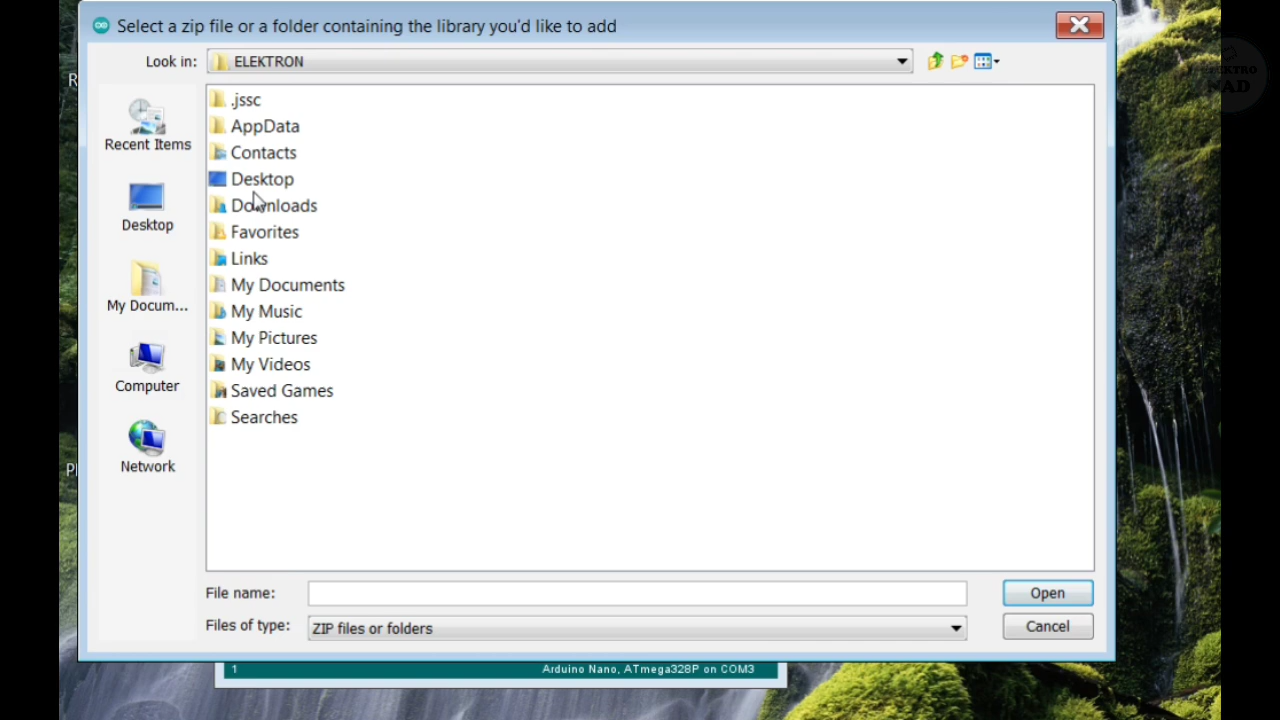 Select a zip file or a folder containing the library you'd like to add
Look in:
ELEKTRON
Recent Items
Desktop
My Docum...
Computer
Network
.jssc
AppData
Contacts
Desktop
Downloads
Favorites
Links
My Documents
My Music
My Pictures
My Videos
Saved Games
Searches
File name:
Open
Files of type:
ZIP files or folders
Cancel
1
Arduino Nano, ATmega328P on COM3
NAD